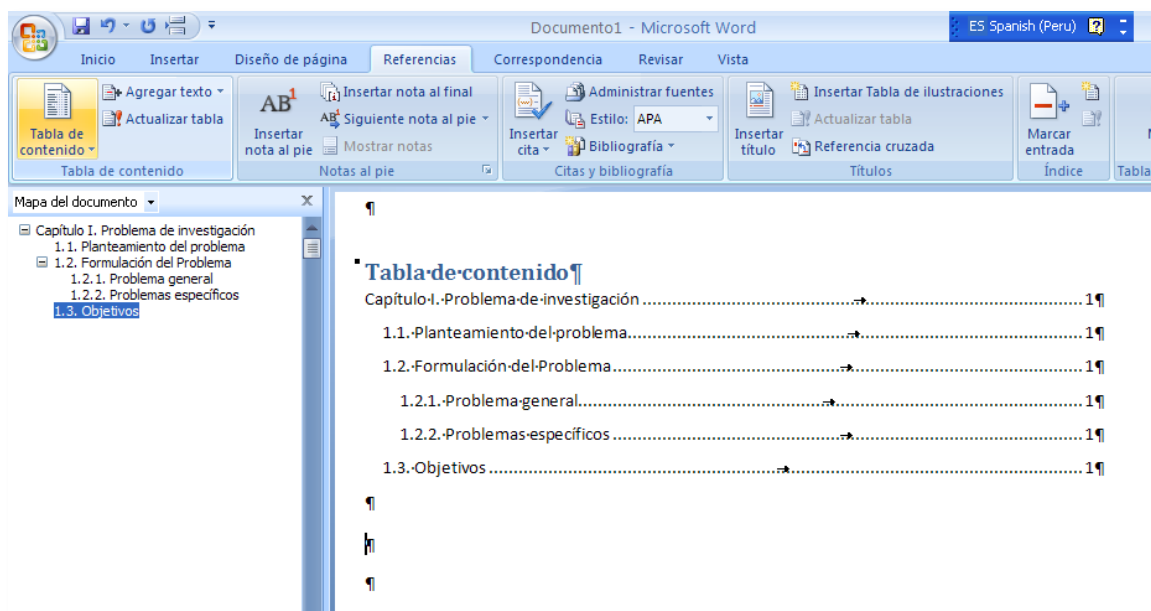 Documento1 - Microsoft Word
ES Spanish (Peru)
Inicio Insertar Diseño de página Referencias Correspondencia Revisar Vista
Tabla de contenido
Agregar texto
Actualizar tabla
Tabla de contenido
AB1
Insertar nota al pie
Insertar nota al final
AB1 Siguiente nota al pie
Mostrar notas
Notas al pie
Insertar cita
Administrar fuentes
Estilo: APA
Bibliografía
Citas y bibliografía
Insertar título
Insertar Tabla de ilustraciones
Actualizar tabla
Referencia cruzada
Títulos
Marcar entrada
Índice
Tabla
Mapa del documento
Capítulo I. Problema de investigación
1.1. Planteamiento del problema
1.2. Formulación del Problema
1.2.1. Problema general
1.2.2. Problemas específicos
1.3. Objetivos
¶
Tabla·de·contenido¶
Capítulo·I.·Problema·de·investigación ........................→........................ 1¶
1.1.·Planteamiento·del·problema........................→........................ 1¶
1.2.·Formulación·del·Problema........................→........................ 1¶
1.2.1.·Problema·general........................→........................ 1¶
1.2.2.·Problemas·específicos ........................→........................ 1¶
1.3.·Objetivos ........................→........................ 1¶
¶
¶
¶